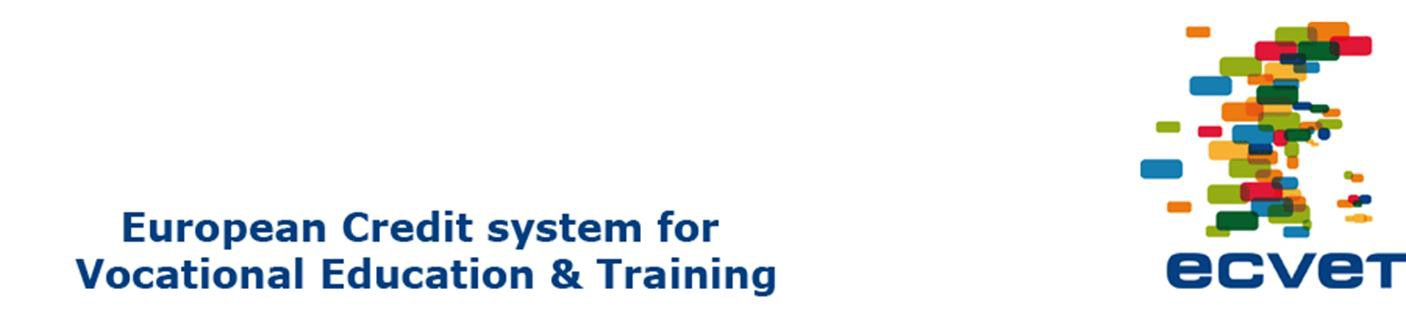 European Credit system for
Vocational Education & Training
ecvet